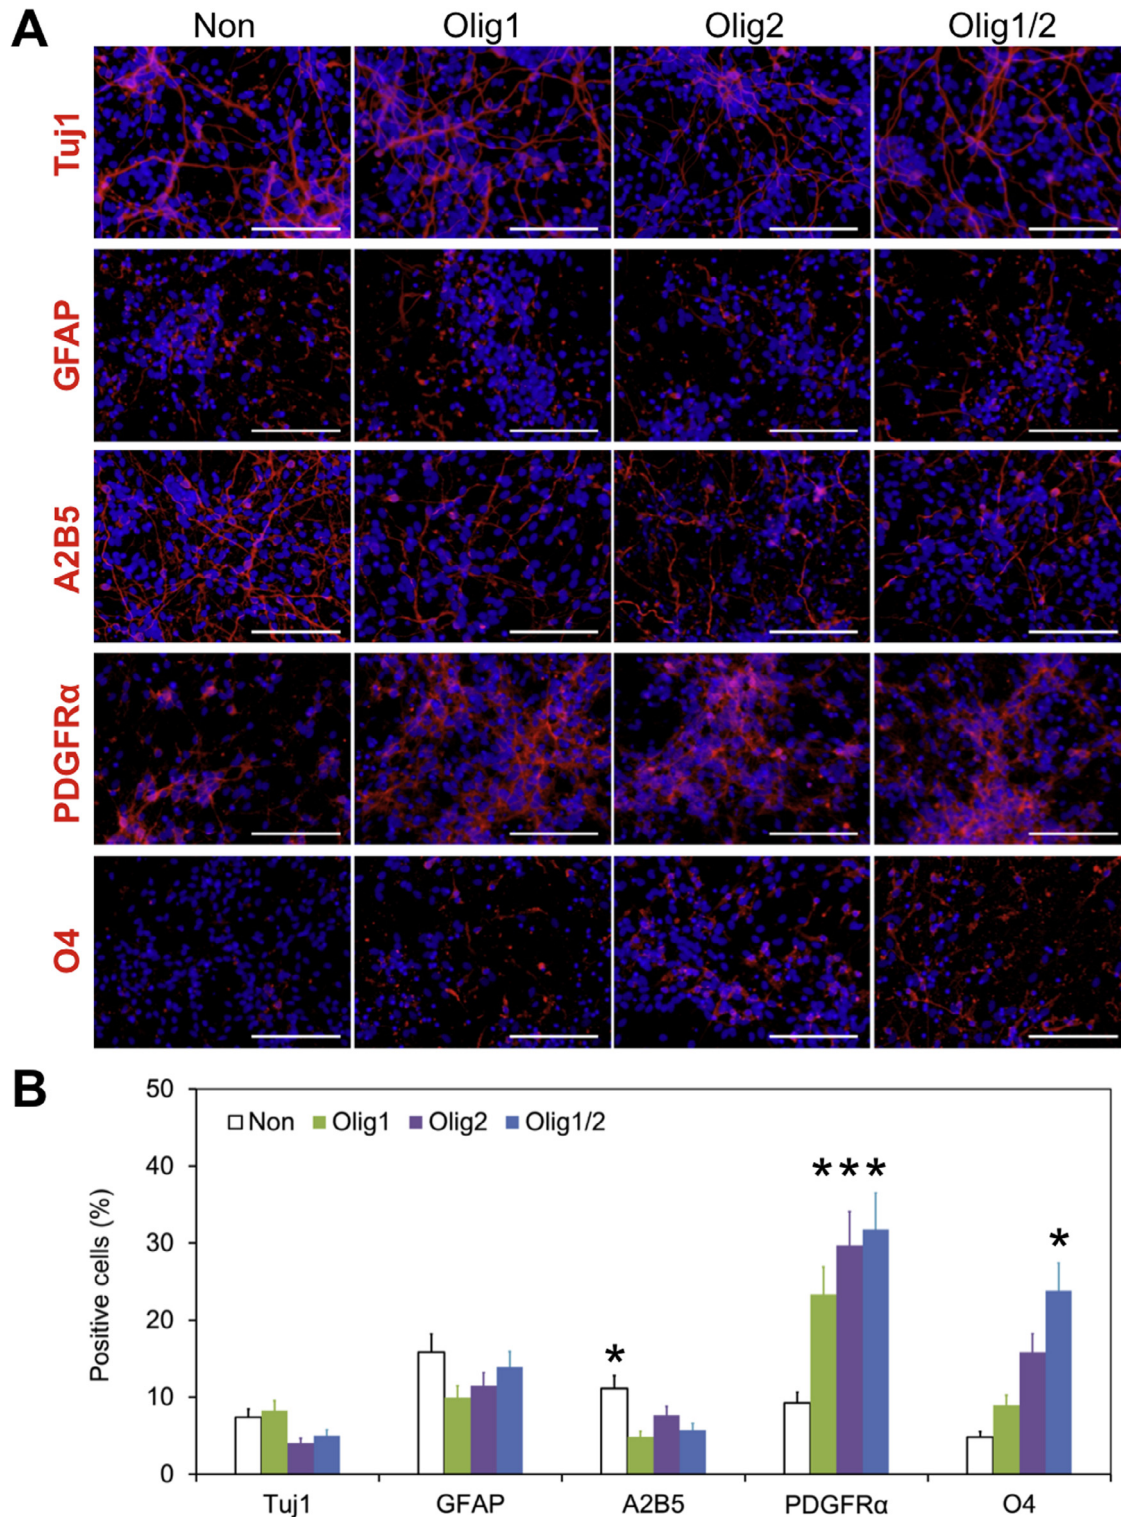 A
Non Olig1 Olig2 Olig1/2
Tuj1
GFAP
A2B5
PDGFRα
O4
B
50
40
30
20
10
0
Positive cells (%)
Non Olig1 Olig2 Olig1/2
* * *
*
*
Tuj1 GFAP A2B5 PDGFRα O4